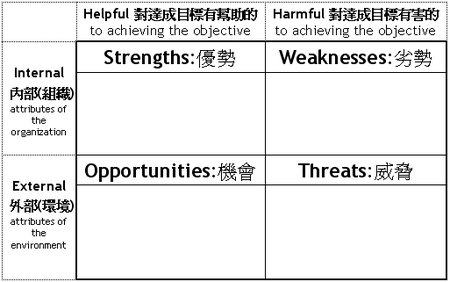 Helpful 對達成目標有幫助的
to achieving the objective
Harmful 對達成目標有害的
to achieving the objective
Internal
內部(組織)
attributes of
the
organization
Strengths:優勢
Weaknesses:劣勢
External
外部(環境)
attributes of
the
environment
Opportunities:機會
Threats:威脅